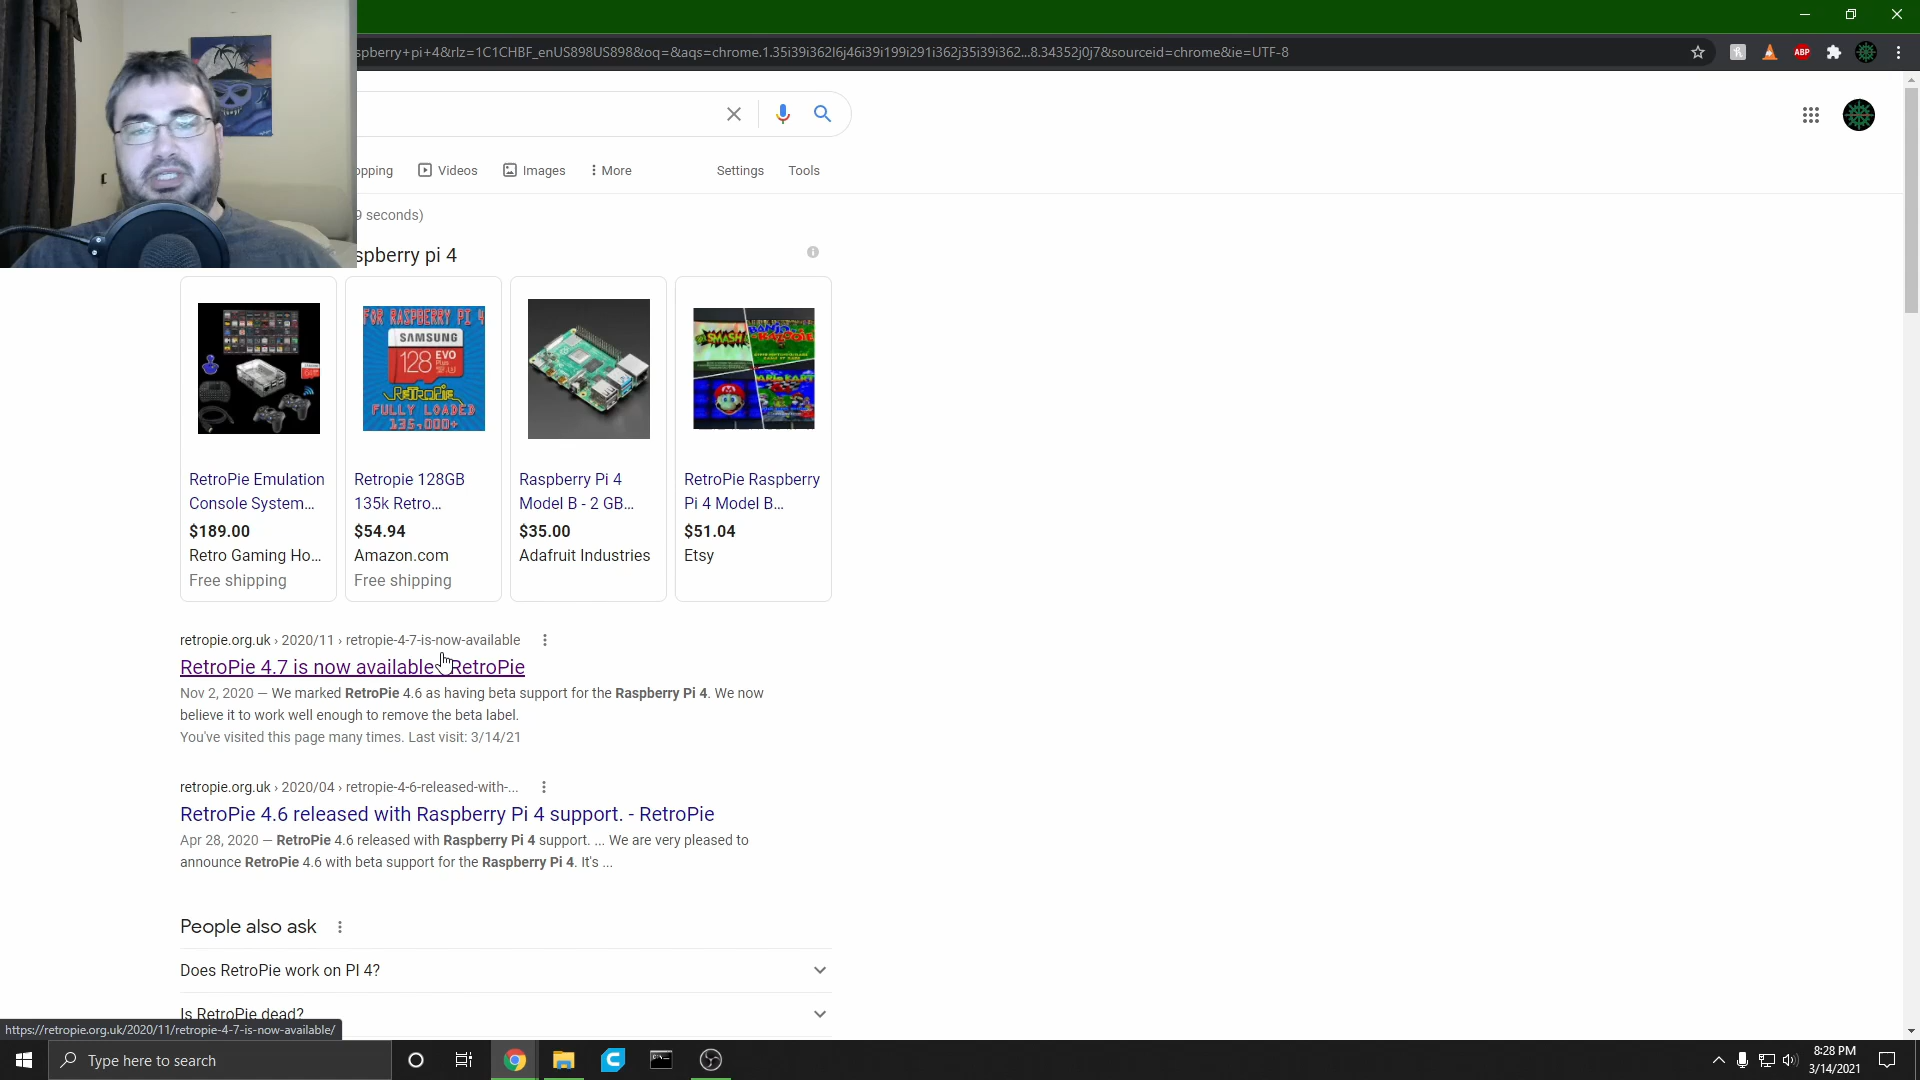 spberry+pi+4&rlz=1C1CHBF_enUS898US898&oq=&aqs=chrome.1.35i39i362l6j46i39i199i291i362j35i39i362...8.34352j0j7&sourceid=chrome&ie=UTF-8
ABP
opping
Videos
Images
More
Settings
Tools
9 seconds)
spberry pi 4
FOR RASPBERRY PI 4
SAMSUNG
128 EVO
Plus
RETROPIE
FULLY LOADED
135,000+
SMASH
BANJO
KAZOOIE
MARIO KART
RetroPie Emulation
Console System...
$189.00
Retro Gaming Ho...
Free shipping
Retropie 128GB
135k Retro...
$54.94
Amazon.com
Free shipping
Raspberry Pi 4
Model B - 2 GB...
$35.00
Adafruit Industries
RetroPie Raspberry
Pi 4 Model B...
$51.04
Etsy
retropie.org.uk › 2020/11 › retropie-4-7-is-now-available
RetroPie 4.7 is now available RetroPie
Nov 2, 2020 — We marked RetroPie 4.6 as having beta support for the Raspberry Pi 4. We now
believe it to work well enough to remove the beta label.
You've visited this page many times. Last visit: 3/14/21
retropie.org.uk › 2020/04 › retropie-4-6-released-with-...
RetroPie 4.6 released with Raspberry Pi 4 support. - RetroPie
Apr 28, 2020 — RetroPie 4.6 released with Raspberry Pi 4 support. ... We are very pleased to
announce RetroPie 4.6 with beta support for the Raspberry Pi 4. It's ...
People also ask
Does RetroPie work on PI 4?
Is RetroPie dead?
https://retropie.org.uk/2020/11/retropie-4-7-is-now-available/
Type here to search
8:28 PM
3/14/2021